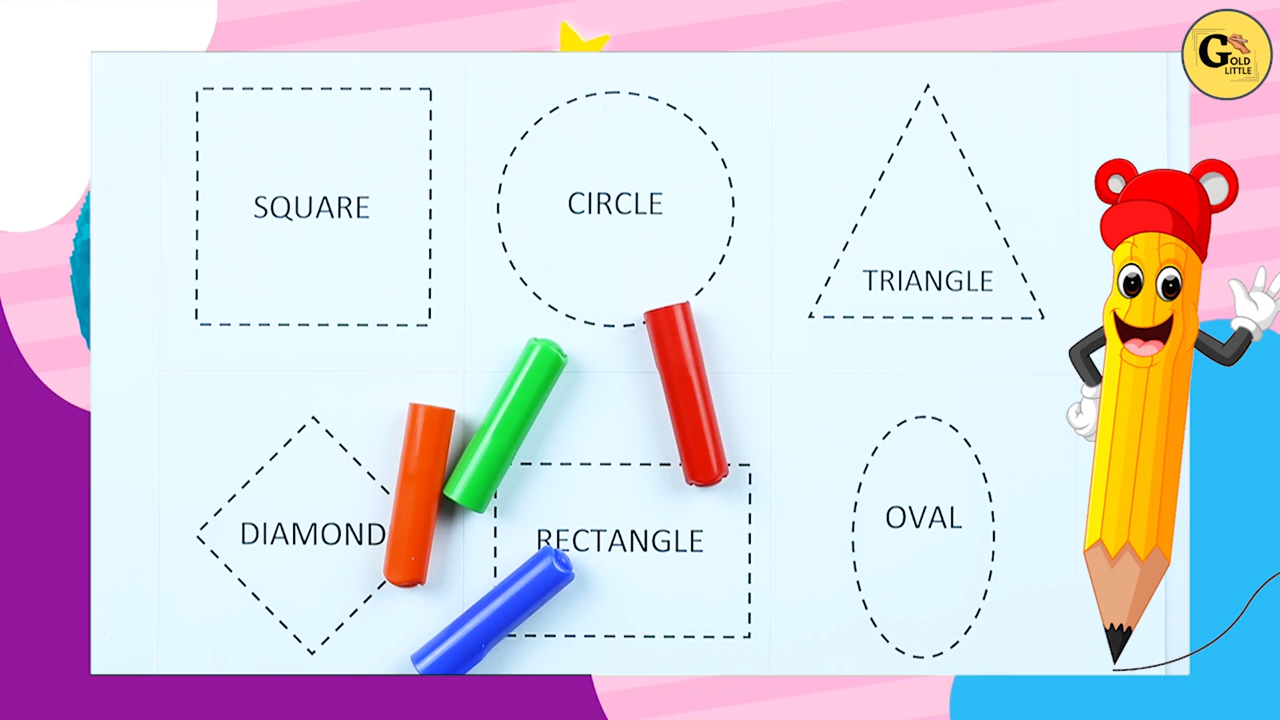 GOLD
LITTLE
SQUARE
CIRCLE
TRIANGLE
DIAMOND
RECTANGLE
OVAL